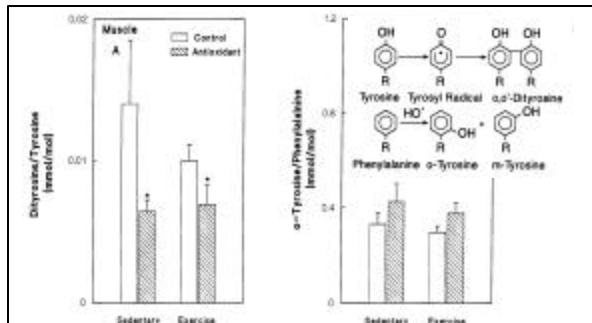 Muscle
A
Control
Antioxidant
Dityrosine/Tyrosine
(mmol/mol)
0.02
0.01
0
*
*
Sedentary
Exercise
OH
O
OH OH
R
R
R R
Tyrosine
Tyrosyl Radical
o,o'-Dityrosine
HO•
OH
+
OH
R
R
R
Phenylalanine
o-Tyrosine
m-Tyrosine
o-Tyrosine/Phenylalanine
(mmol/mol)
1.2
0.8
0.4
0
Sedentary
Exercise